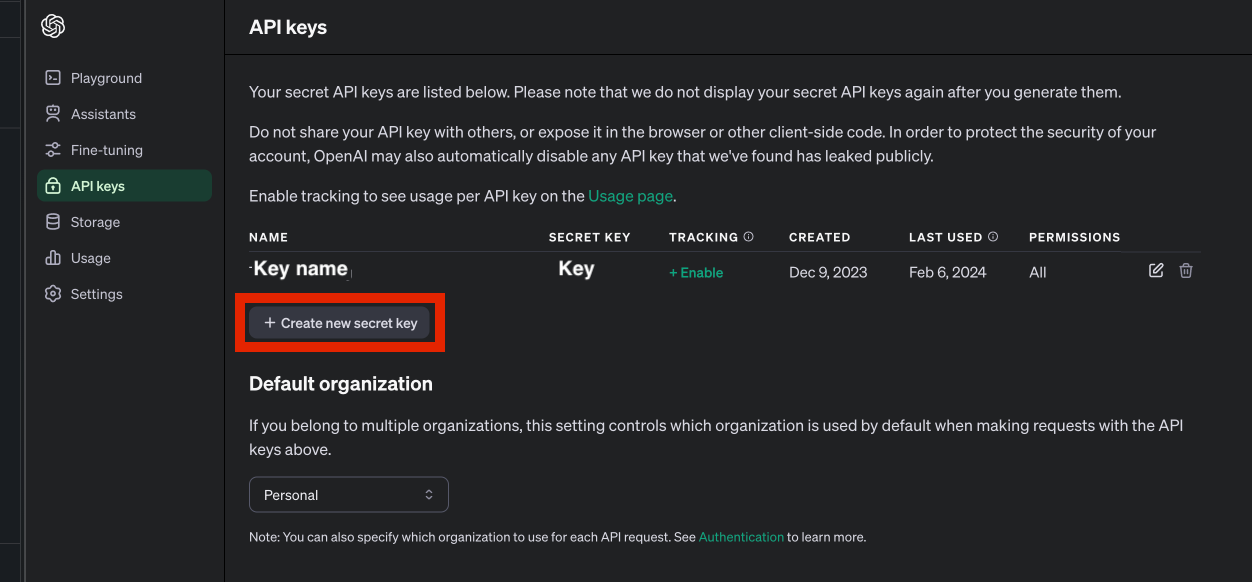 API keys
Playground
Assistants
Fine-tuning
API keys
Storage
Usage
Settings
Your secret API keys are listed below. Please note that we do not display your secret API keys again after you generate them.
Do not share your API key with others, or expose it in the browser or other client-side code. In order to protect the security of your
account, OpenAI may also automatically disable any API key that we've found has leaked publicly.
Enable tracking to see usage per API key on the Usage page.
NAME SECRET KEY TRACKING CREATED LAST USED PERMISSIONS
Key name Key + Enable Dec 9, 2023 Feb 6, 2024 All
+ Create new secret key
Default organization
If you belong to multiple organizations, this setting controls which organization is used by default when making requests with the API
keys above.
Personal
Note: You can also specify which organization to use for each API request. See Authentication to learn more.